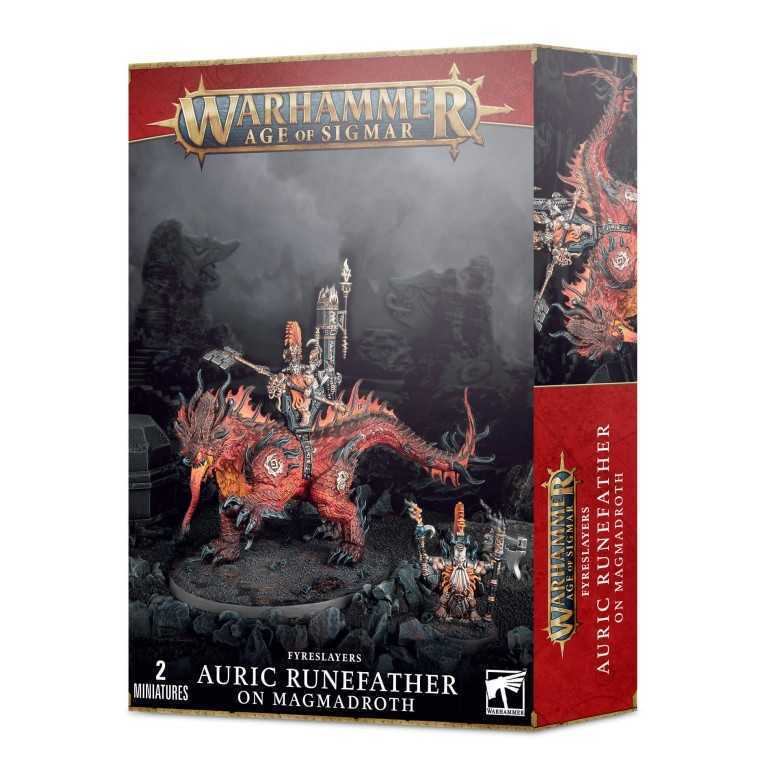 WARHAMMER
AGE OF SIGMAR
FYRESLAYERS
AURIC RUNEFATHER
ON MAGMADROTH
2
MINIATURES
WARHAMMER
WARHAMMER
AGE OF SIGMAR
FYRESLAYERS
AURIC RUNEFATHER
ON MAGMADROTH